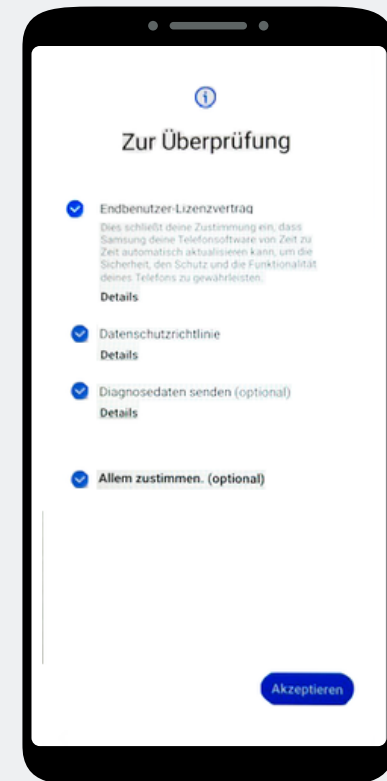 Zur Überprüfung
Endbenutzer-Lizenzvertrag
Dies schließt deine Zustimmung ein, dass
Samsung deine Telefonsoftware von Zeit zu
Zeit automatisch aktualisieren kann, um die
Sicherheit, den Schutz und die Funktionalität
deines Telefons zu gewährleisten.
Details
Datenschutzrichtlinie
Details
Diagnosedaten senden (optional)
Details
Allem zustimmen. (optional)
Akzeptieren